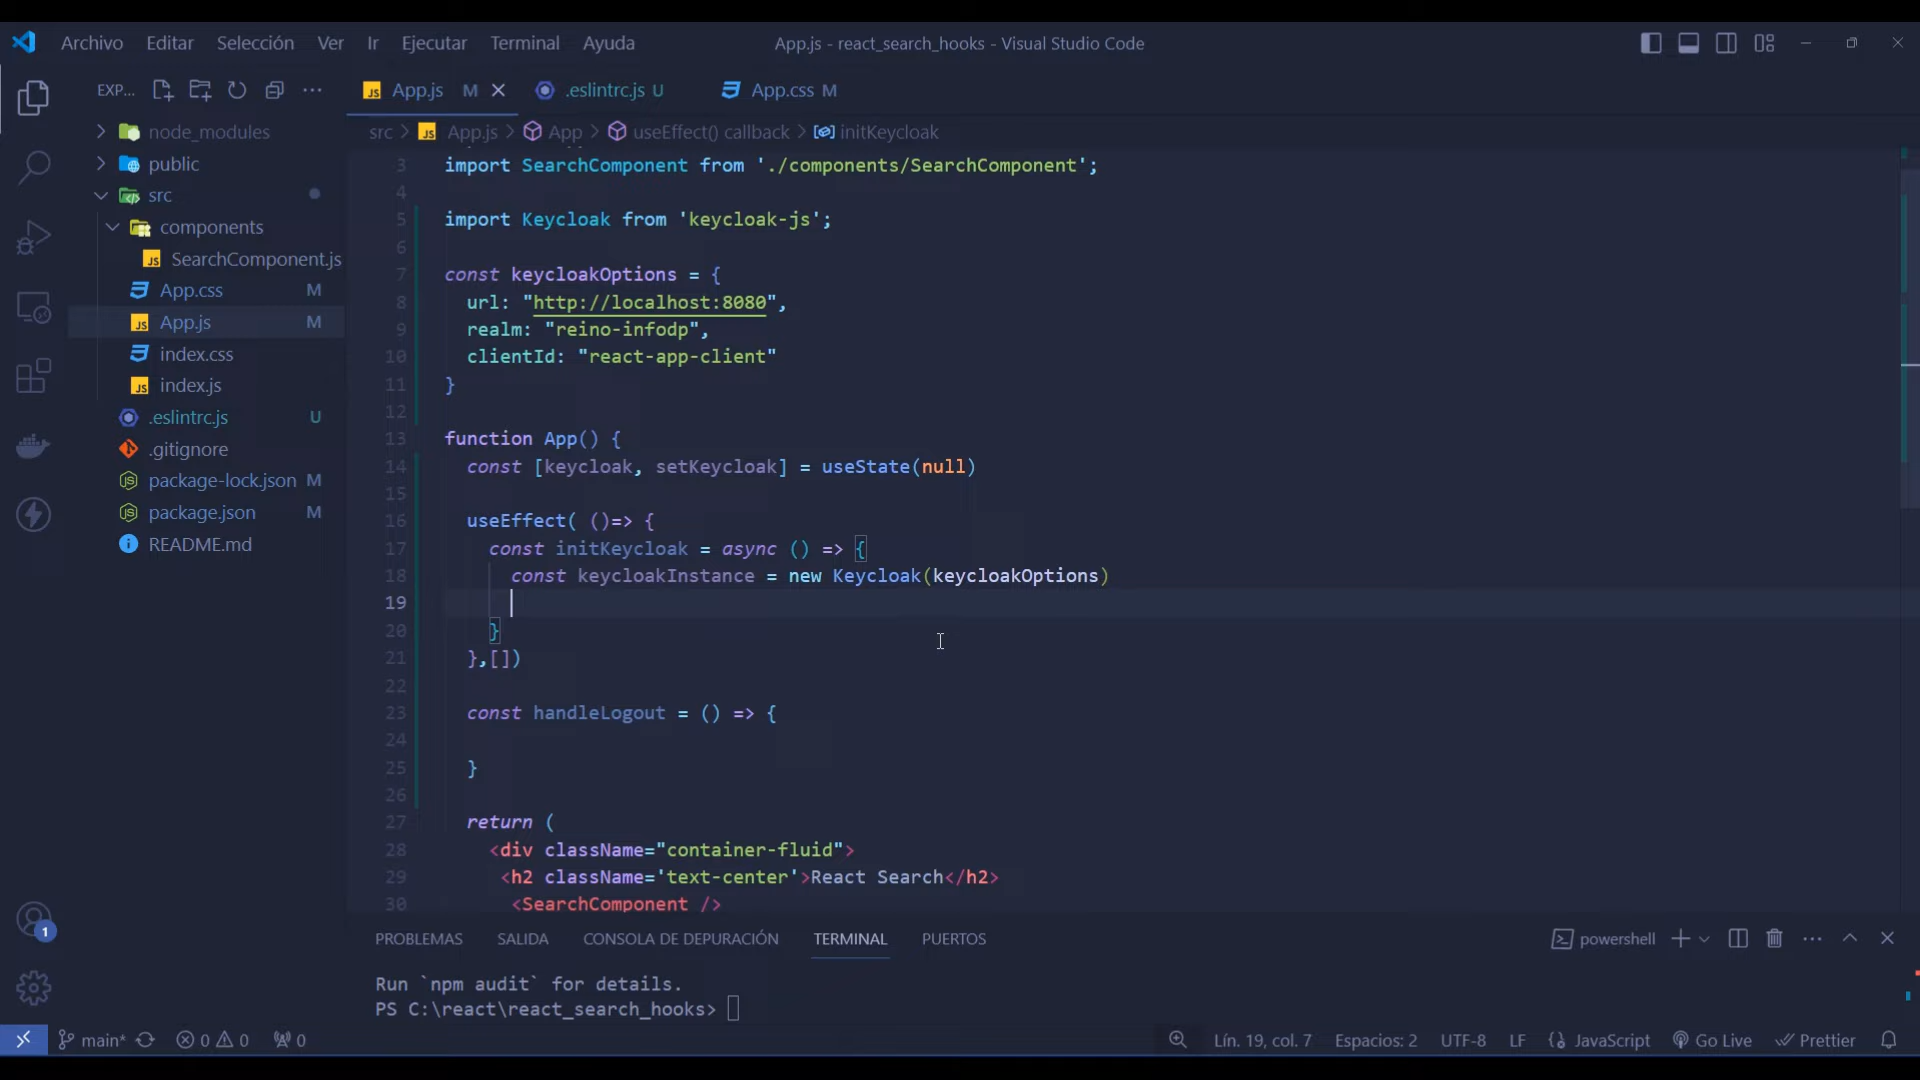 Archivo Editar Selección Ver Ir Ejecutar Terminal Ayuda
App.js - react_search_hooks - Visual Studio Code
EXP...
App.js M
.eslintrc.js U
App.css M
src > App.js > App > useEffect() callback > initKeycloak
node_modules
public
src
components
SearchComponent.js
App.css M
App.js M
index.css
index.js
.eslintrc.js U
.gitignore
package-lock.json M
package.json M
README.md
1
3 import SearchComponent from './components/SearchComponent';
4
5 import Keycloak from 'keycloak-js';
6
7 const keycloakOptions = {
8 url: "http://localhost:8080",
9 realm: "reino-infodp",
10 clientId: "react-app-client"
11 }
12
13 function App() {
14 const [keycloak, setKeycloak] = useState(null)
15
16 useEffect( ()=> {
17 const initKeycloak = async () => {
18 const keycloakInstance = new Keycloak(keycloakOptions)
19
20 }
21 },[])
22
23 const handleLogout = () => {
24
25 }
26
27 return (
28 <div className="container-fluid">
29 <h2 className='text-center'>React Search</h2>
30 <SearchComponent />
PROBLEMAS SALIDA CONSOLA DE DEPURACIÓN TERMINAL PUERTOS
powershell
Run `npm audit` for details.
PS C:\react\react_search_hooks>
main* 0 0 0
Lín. 19, col. 7 Espacios: 2 UTF-8 LF JavaScript Go Live Prettier